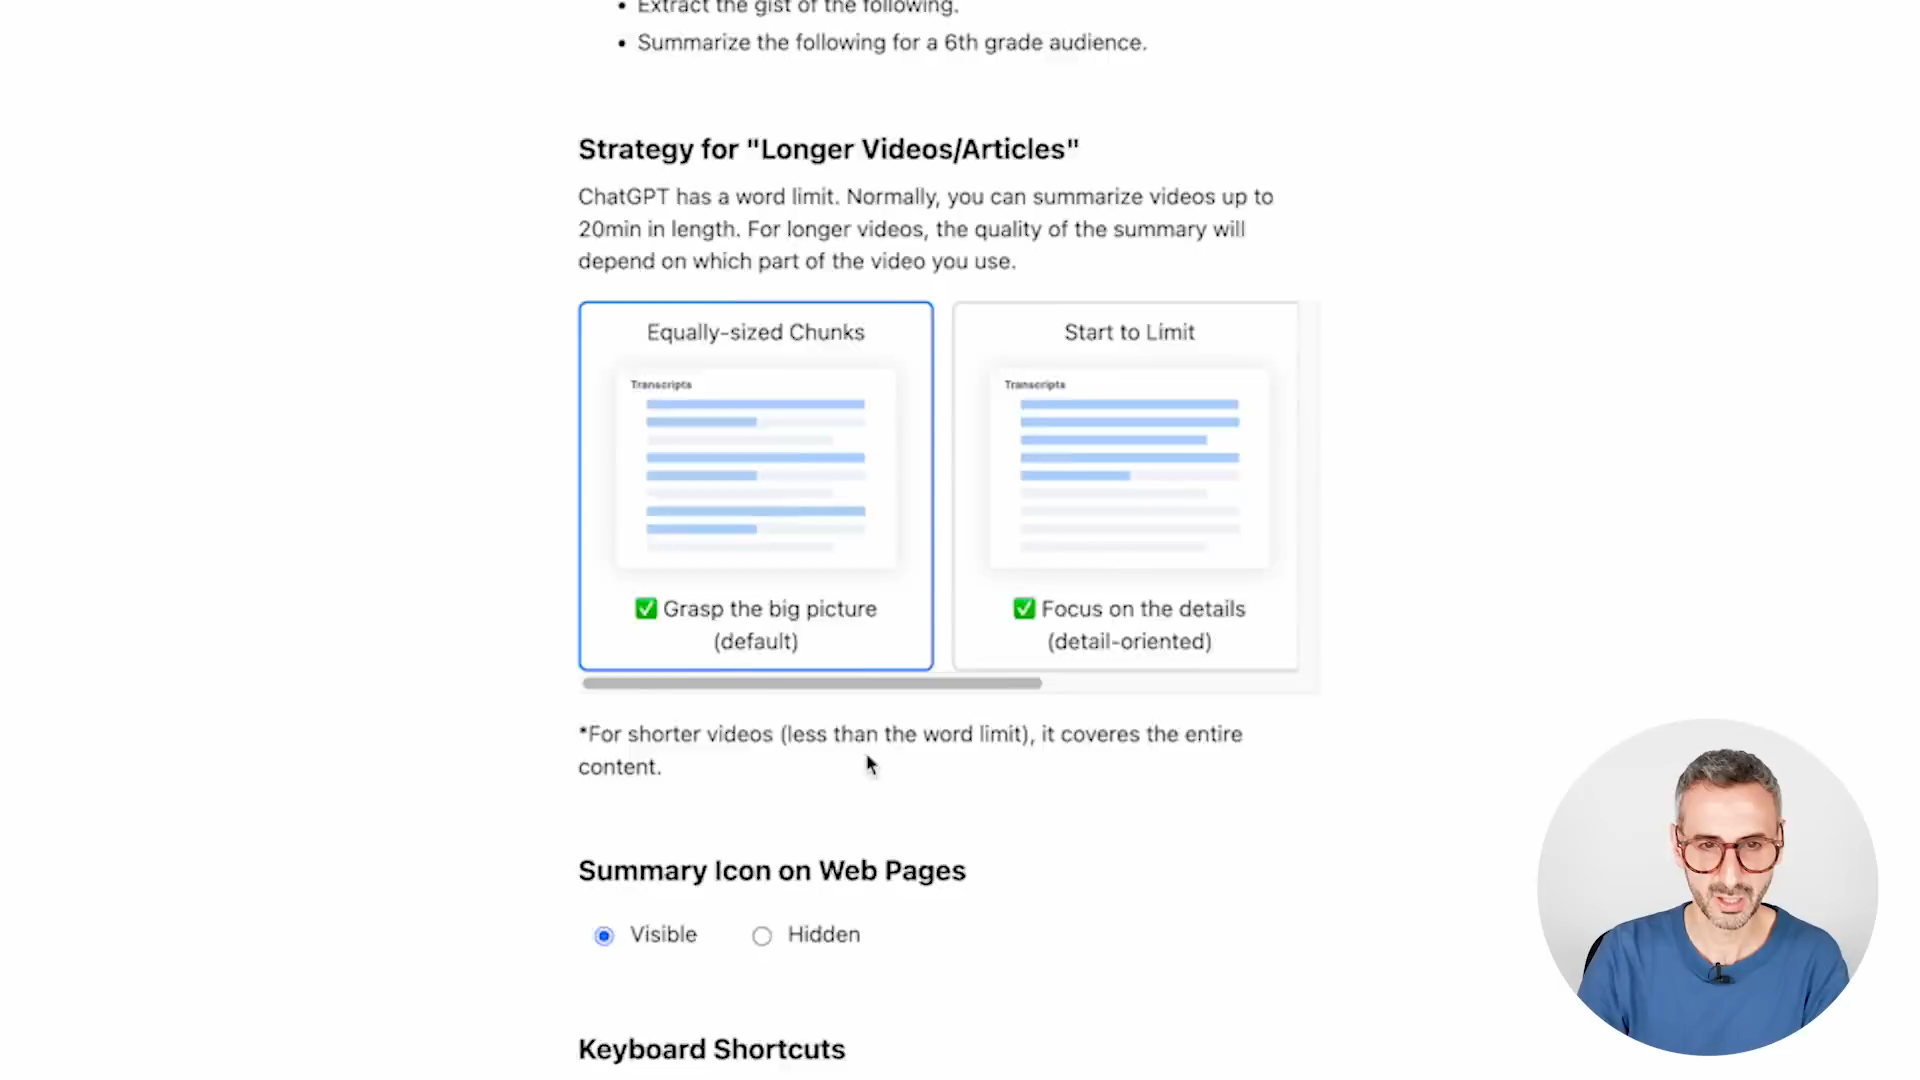 • Extract the gist of the following.
• Summarize the following for a 6th grade audience.
Strategy for "Longer Videos/Articles"
ChatGPT has a word limit. Normally, you can summarize videos up to
20min in length. For longer videos, the quality of the summary will
depend on which part of the video you use.
Equally-sized Chunks
Transcripts
✅ Grasp the big picture
(default)
Start to Limit
Transcripts
✅ Focus on the details
(detail-oriented)
*For shorter videos (less than the word limit), it coveres the entire
content.
Summary Icon on Web Pages
Visible
Hidden
Keyboard Shortcuts